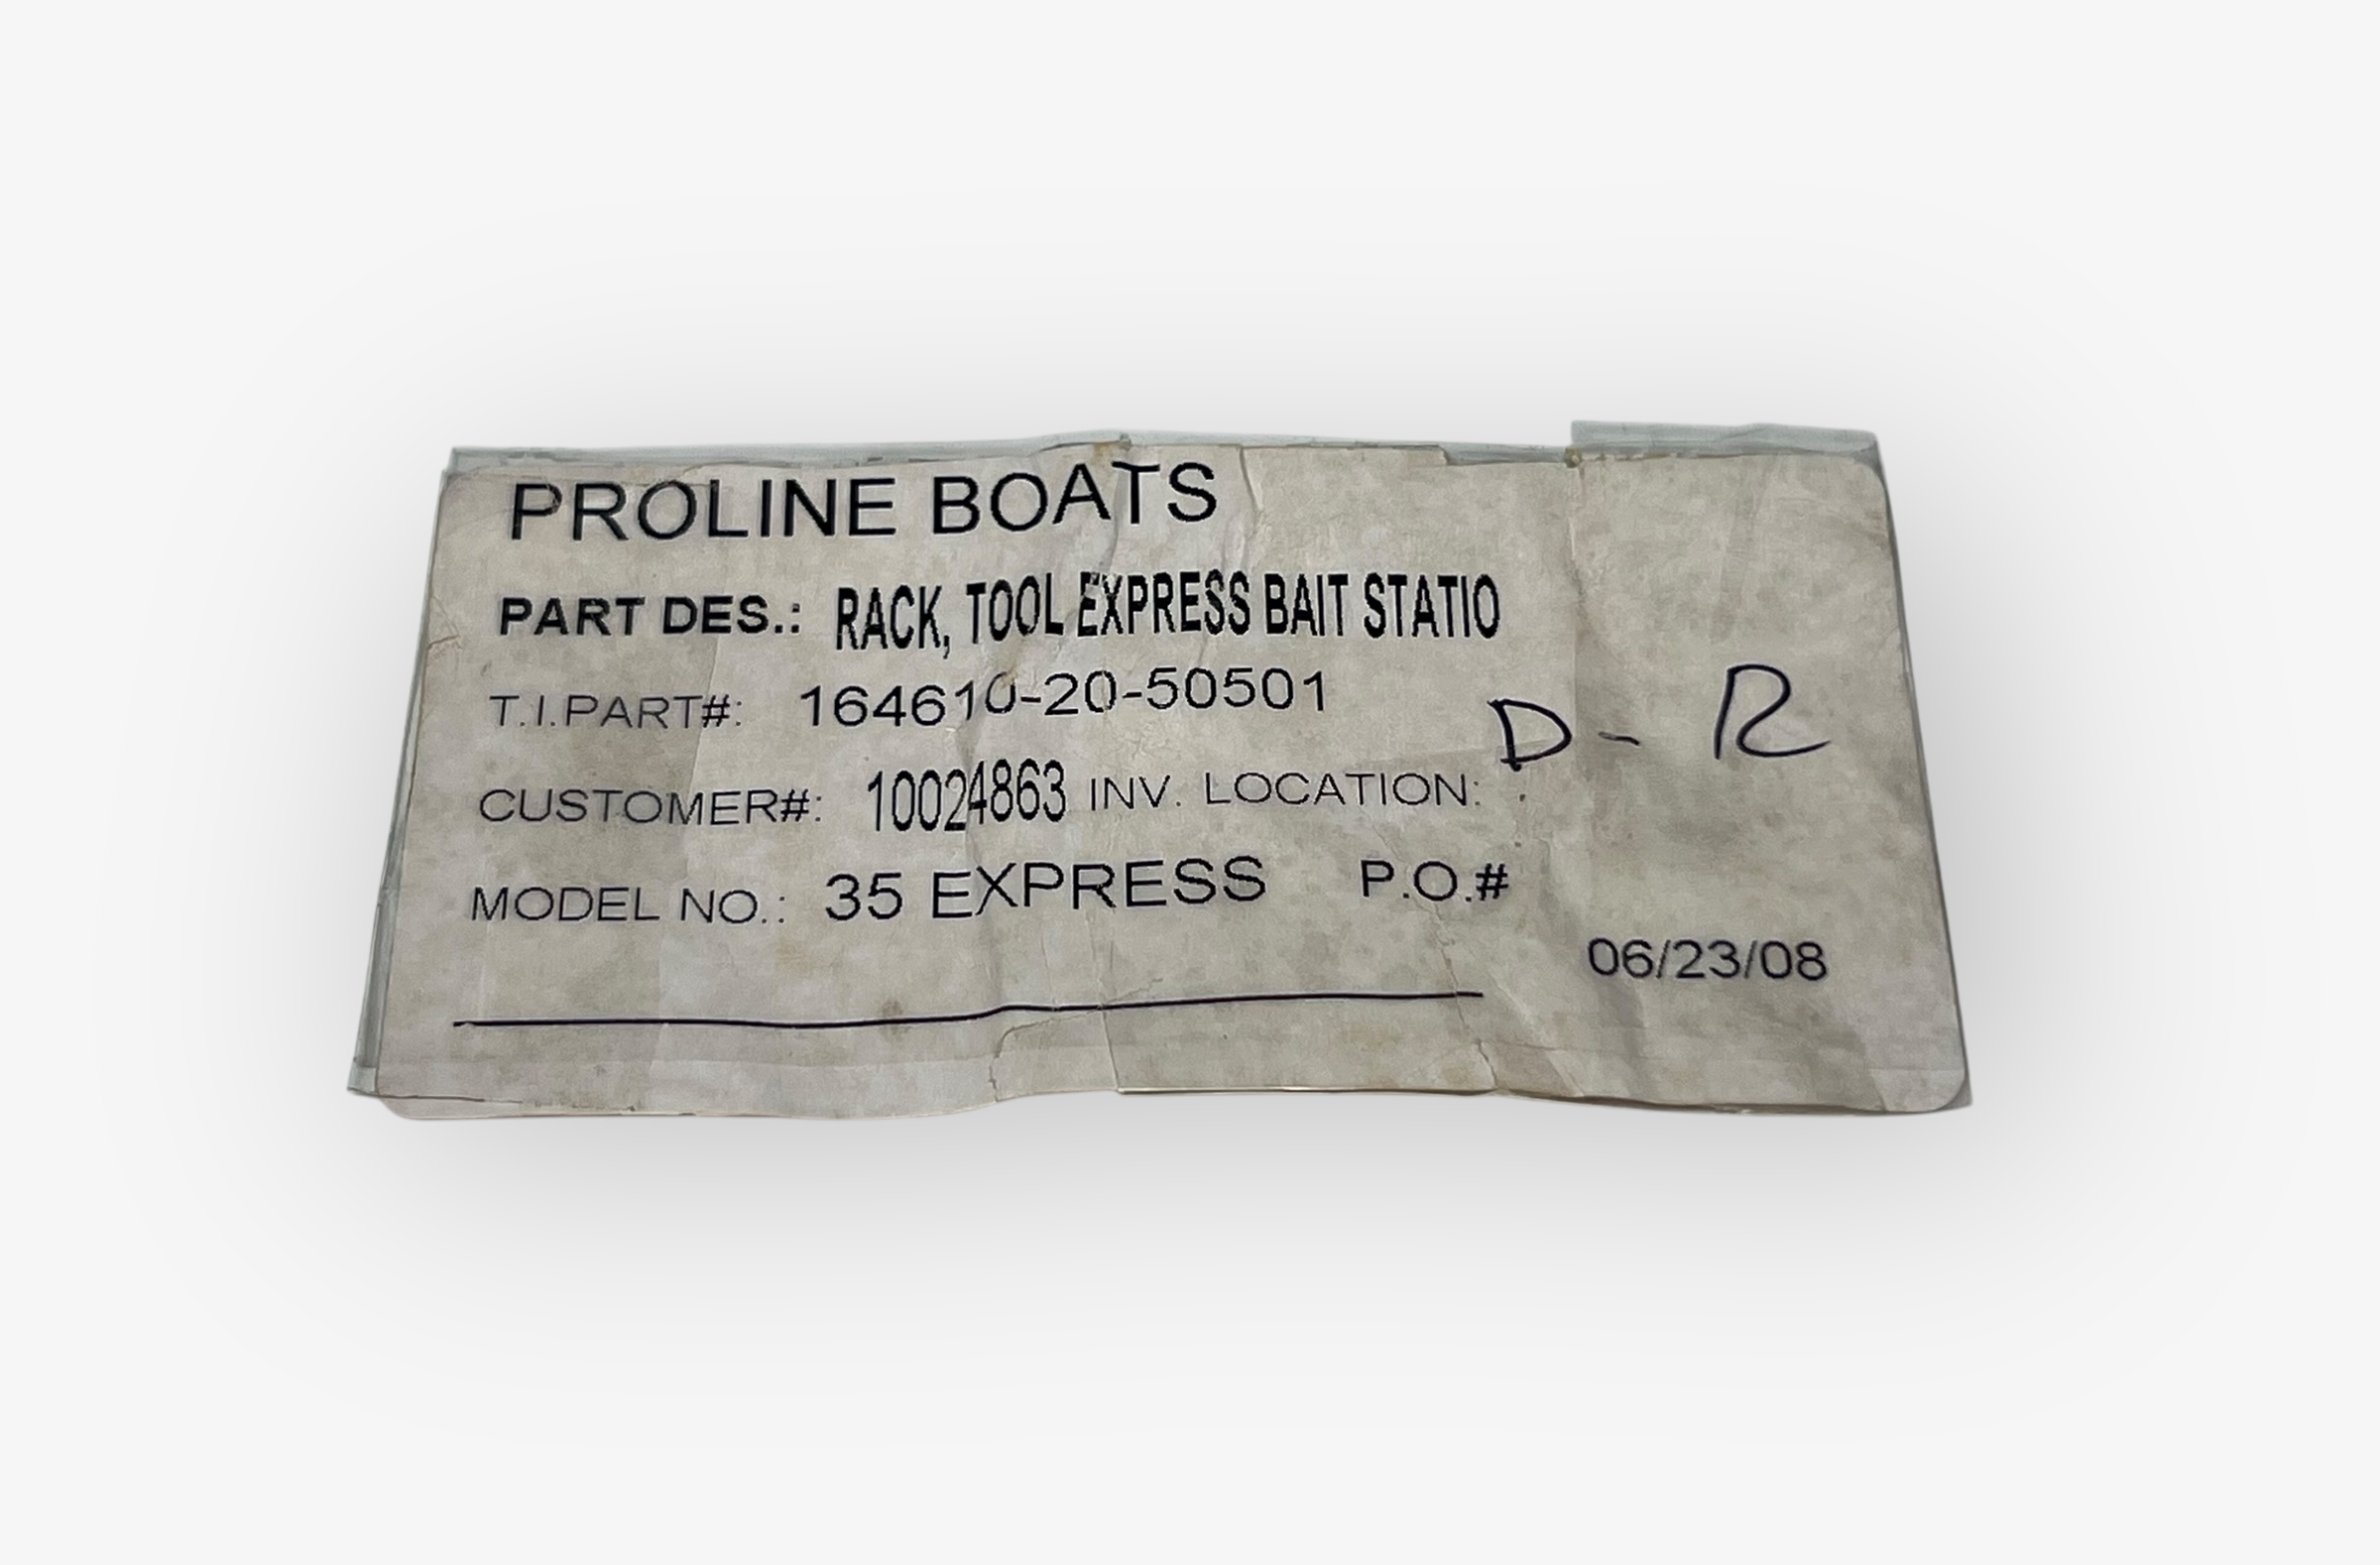 PROLINE BOATS
PART DES.: RACK, TOOL EXPRESS BAIT STATIO
T.I.PART#: 164610-20-50501
D - R
CUSTOMER#: 10024863 INV. LOCATION:
MODEL NO.: 35 EXPRESS P.O.#
06/23/08